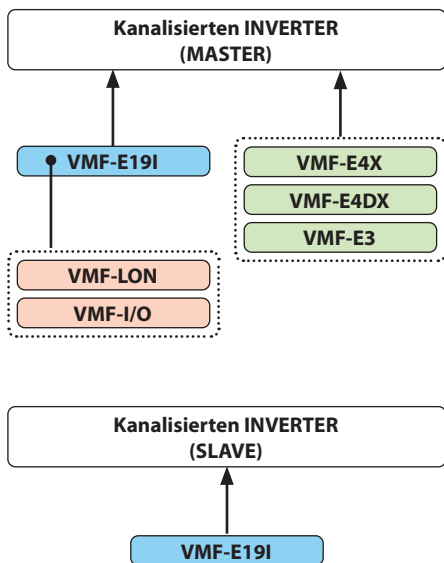 Kanalisierten INVERTER
(MASTER)
VMF-E19I
VMF-E4X
VMF-E4DX
VMF-E3
VMF-LON
VMF-I/O
Kanalisierten INVERTER
(SLAVE)
VMF-E19I